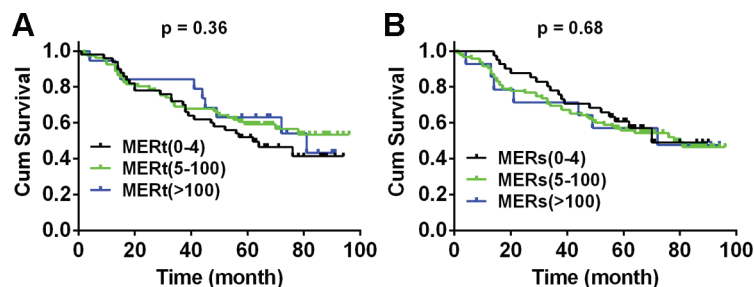 A
p = 0.36
Cum Survival
1.0
0.8
0.6
0.4
0.2
0.0
MERt(0-4)
MERt(5-100)
MERt(>100)
0 20 40 60 80 100
Time (month)
B
p = 0.68
Cum Survival
1.0
0.8
0.6
0.4
0.2
0.0
MERs(0-4)
MERs(5-100)
MERs(>100)
0 20 40 60 80 100
Time (month)